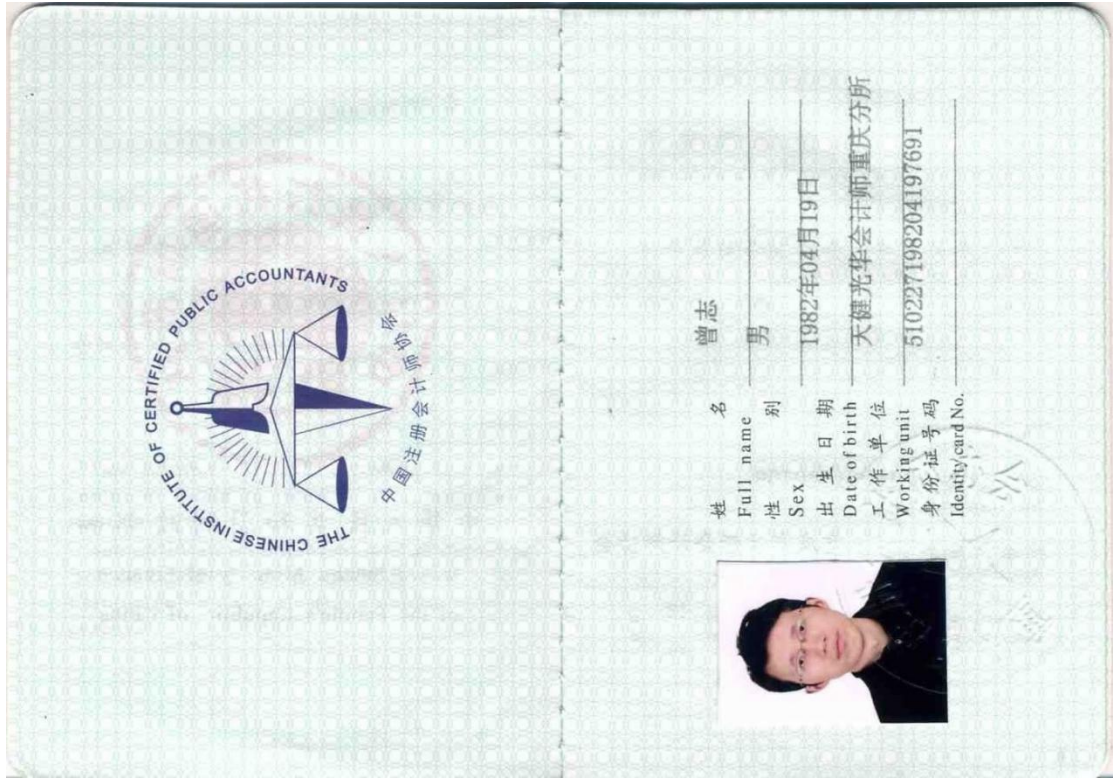 THE CHINESE INSTITUTE OF CERTIFIED PUBLIC ACCOUNTANTS
中国注册会计师协会
姓 名 曾志
Full name
性 别 男
Sex
出 生 日 期 1982年04月19日
Date of birth
工 作 单 位 天健光华会计师重庆分所
Working unit
身 份 证 号 码 510227198204197691
Identity card No.